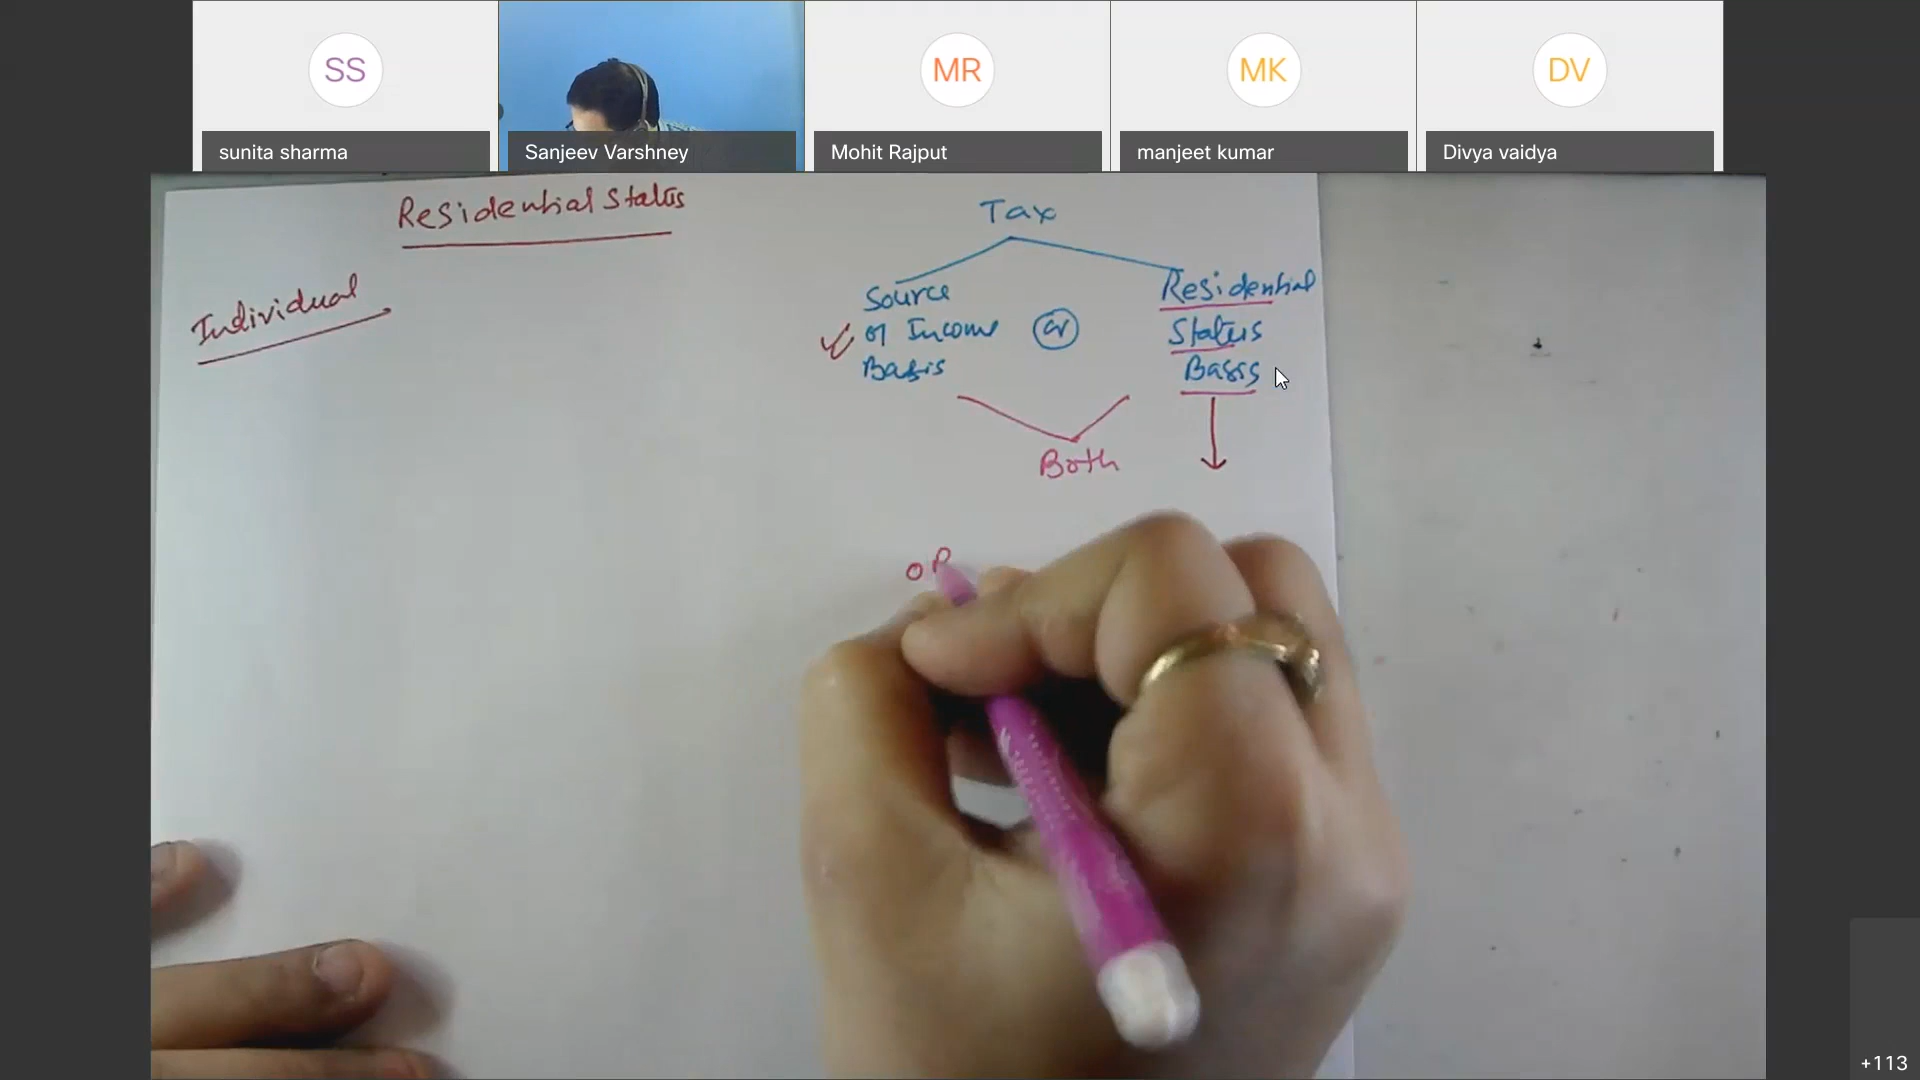 SS
MR
MK
DV
sunita sharma
Sanjeev Varshney
Mohit Rajput
manjeet kumar
Divya vaidya
Residential Status
Individual
Tax
Source
of Income
Basis
or
Residential
Status
Basis
Both
+113